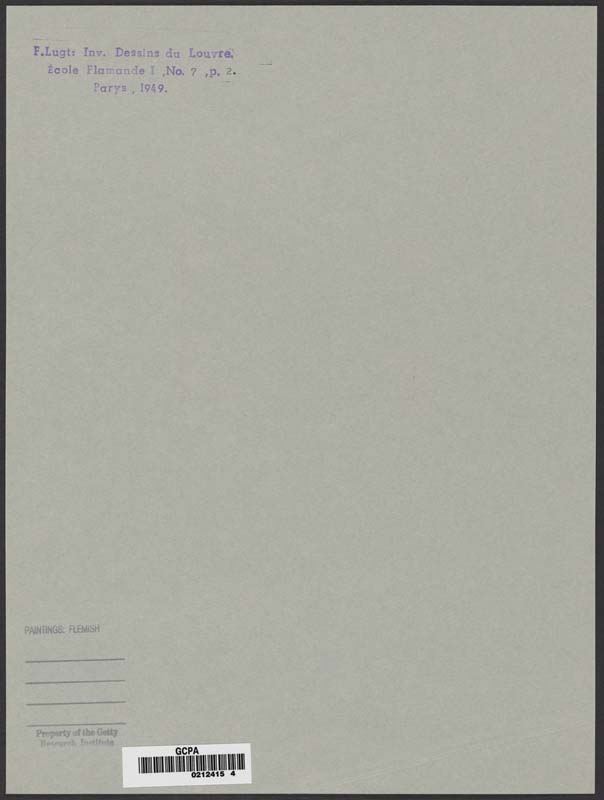 F.Lugt: Inv. Dessins du Louvre.
École Flamande I ,No. 7 ,p. 2.
Parys , 1949.
PAINTINGS: FLEMISH
Property of the Getty
Research Institute
GCPA
0212415 4